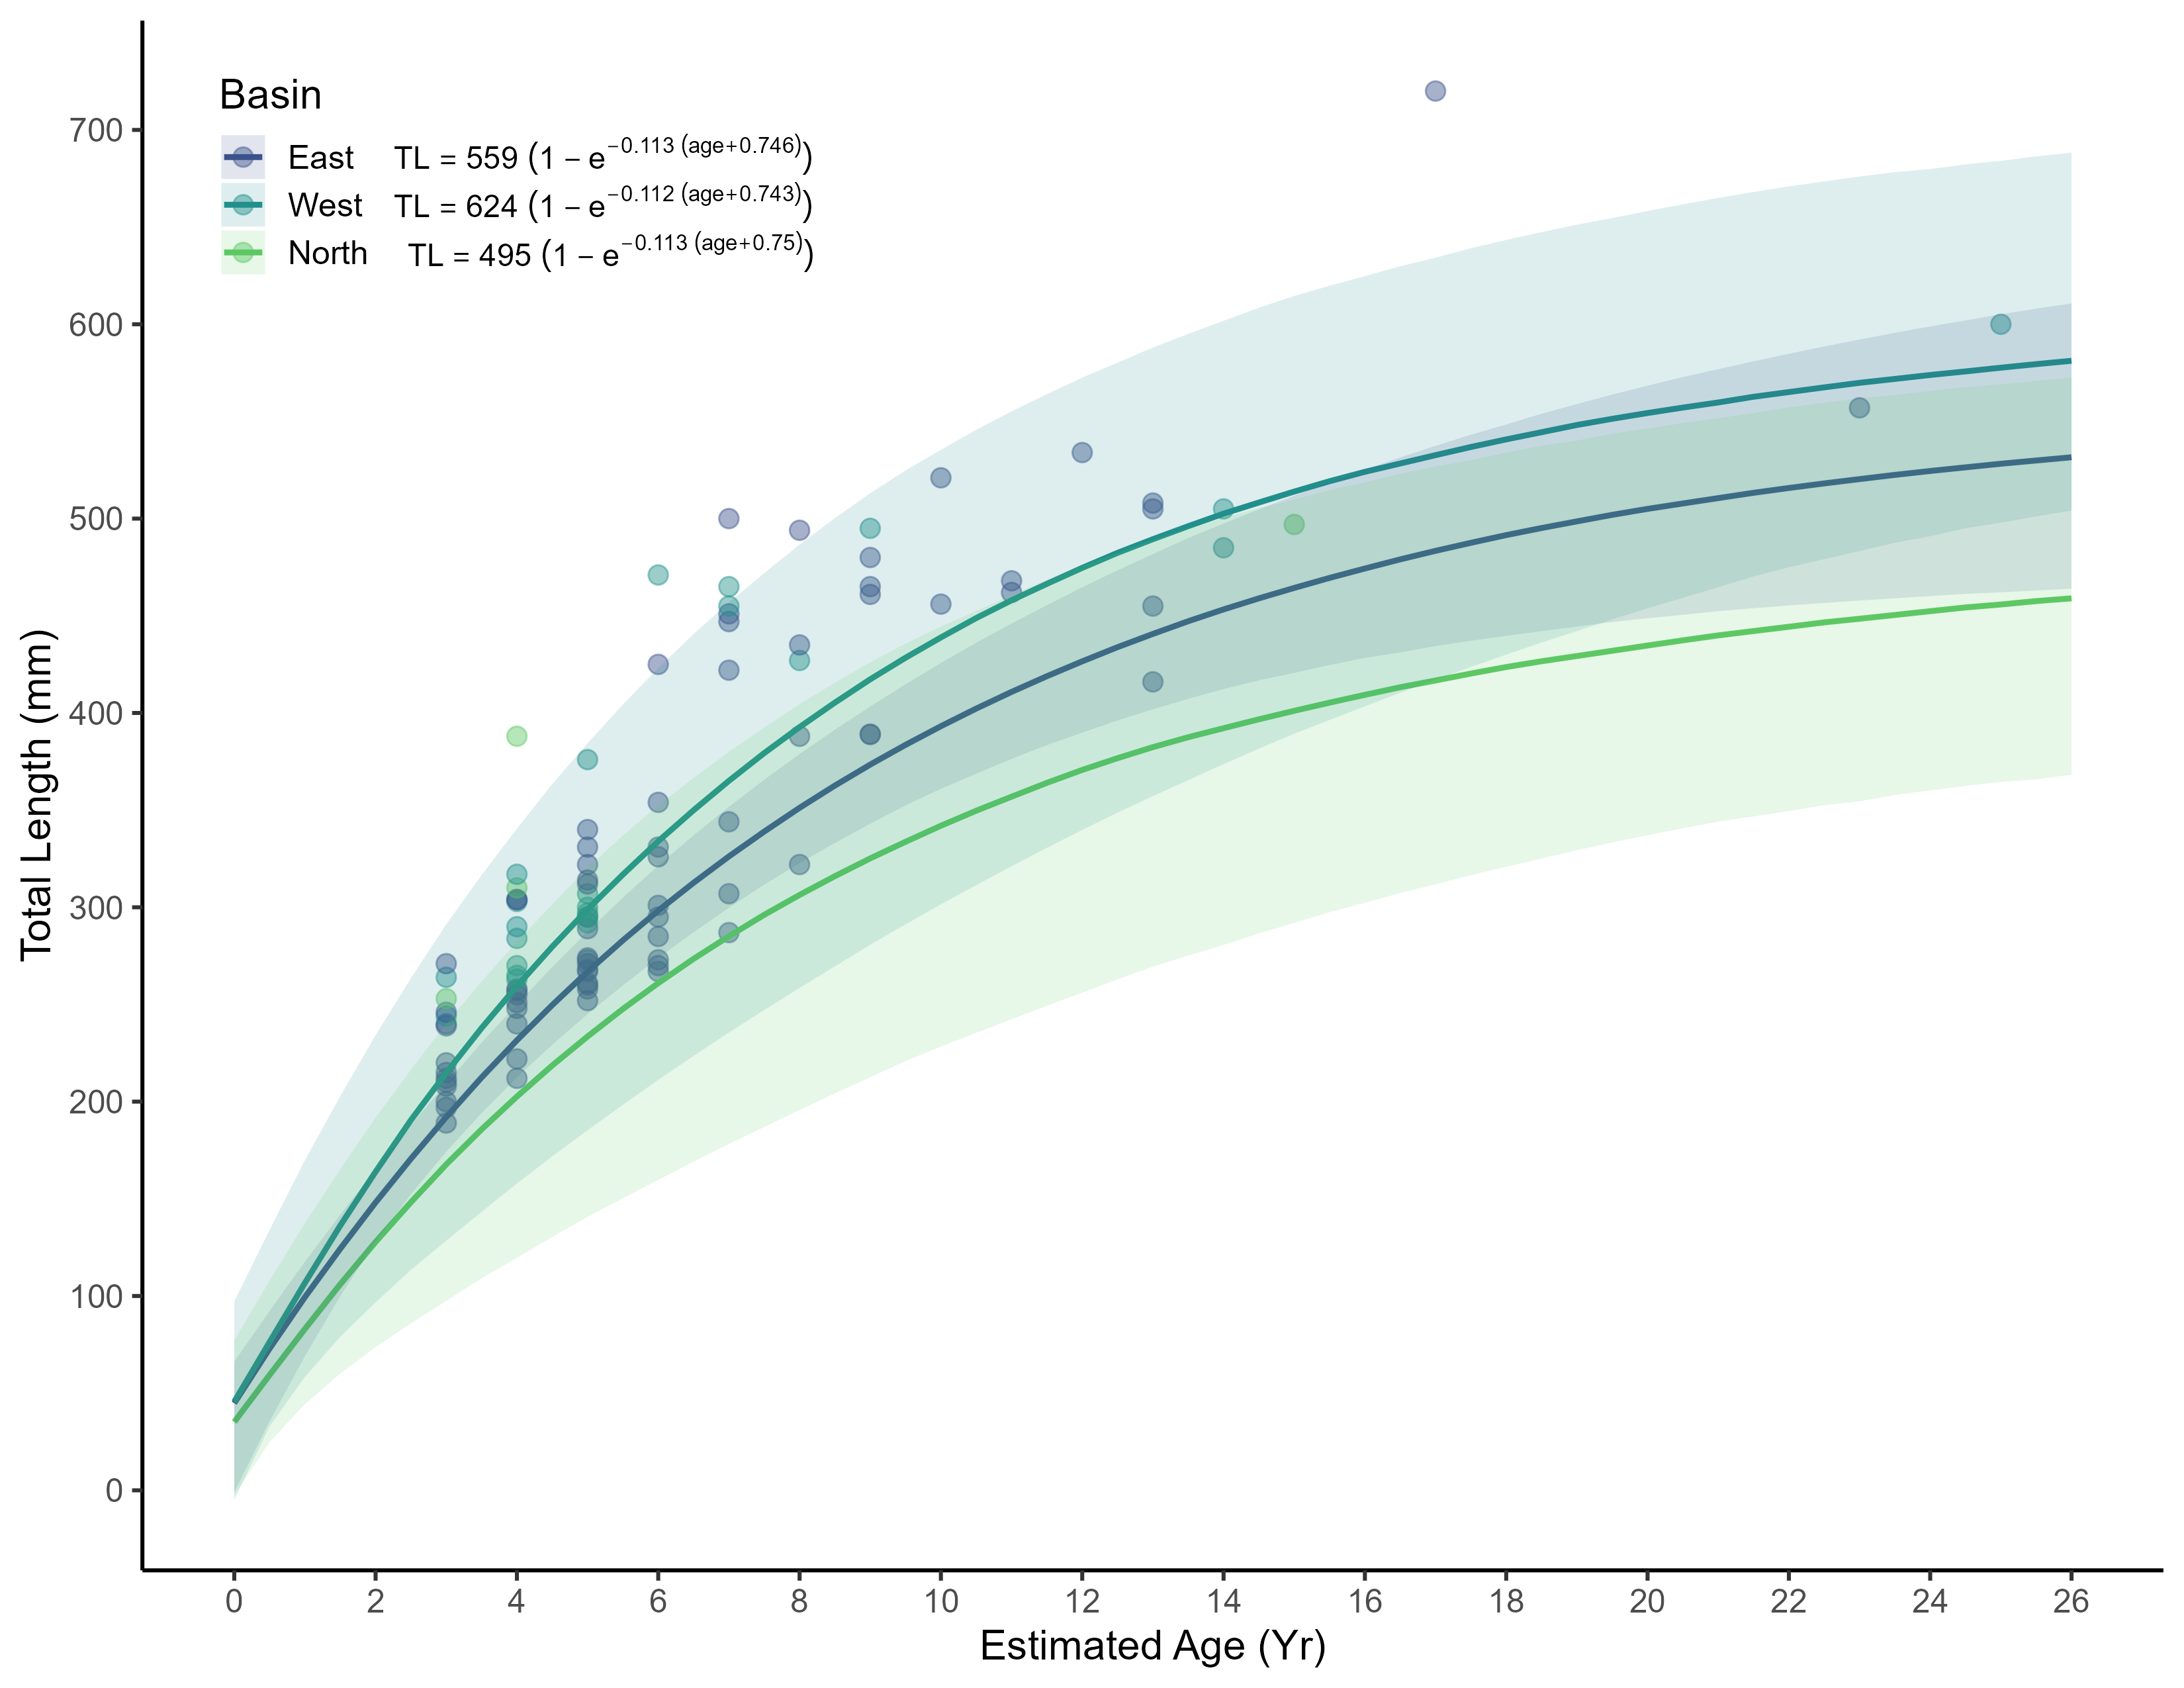 Basin
East TL = 559 (1 − e^−0.113 (age+0.746))
West TL = 624 (1 − e^−0.112 (age+0.743))
North TL = 495 (1 − e^−0.113 (age+0.75))
Total Length (mm)
700
600
500
400
300
200
100
0
0 2 4 6 8 10 12 14 16 18 20 22 24 26
Estimated Age (Yr)